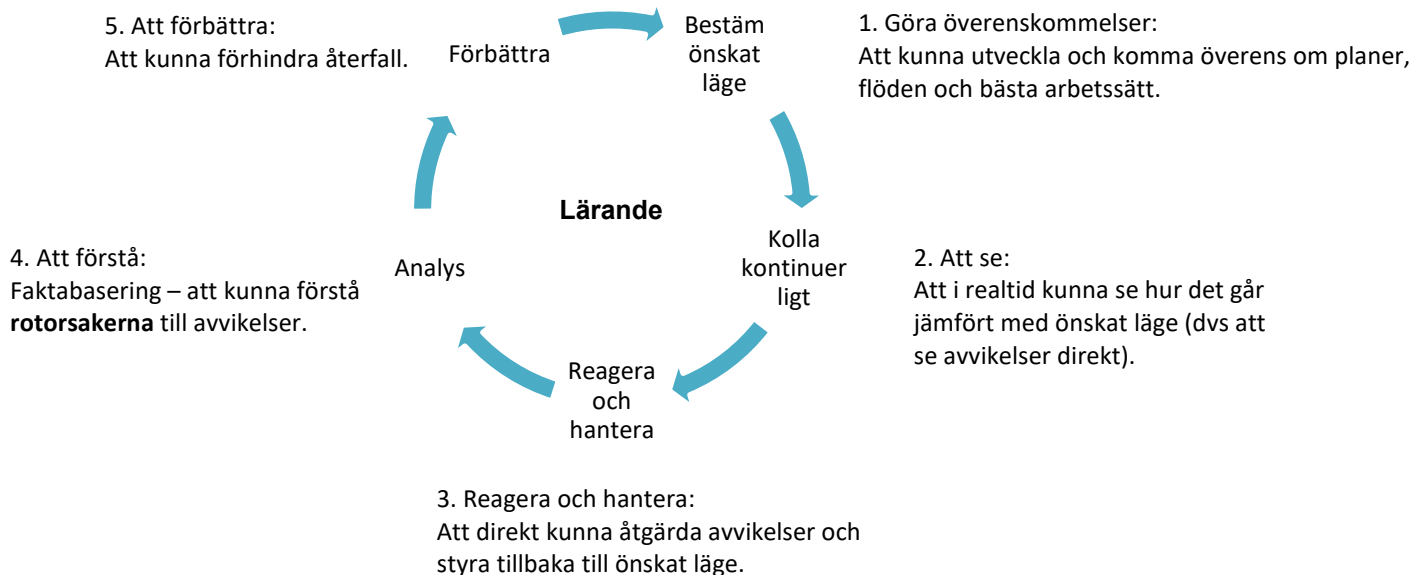 5. Att förbättra:
Att kunna förhindra återfall.
Förbättra
Bestäm
önskat
läge
1. Göra överenskommelser:
Att kunna utveckla och komma överens om planer,
flöden och bästa arbetssätt.
Lärande
4. Att förstå:
Faktabasering – att kunna förstå
rotorsakerna till avvikelser.
Analys
Kolla
kontinuer
ligt
2. Att se:
Att i realtid kunna se hur det går
jämfört med önskat läge (dvs att
se avvikelser direkt).
Reagera
och
hantera
3. Reagera och hantera:
Att direkt kunna åtgärda avvikelser och
styra tillbaka till önskat läge.